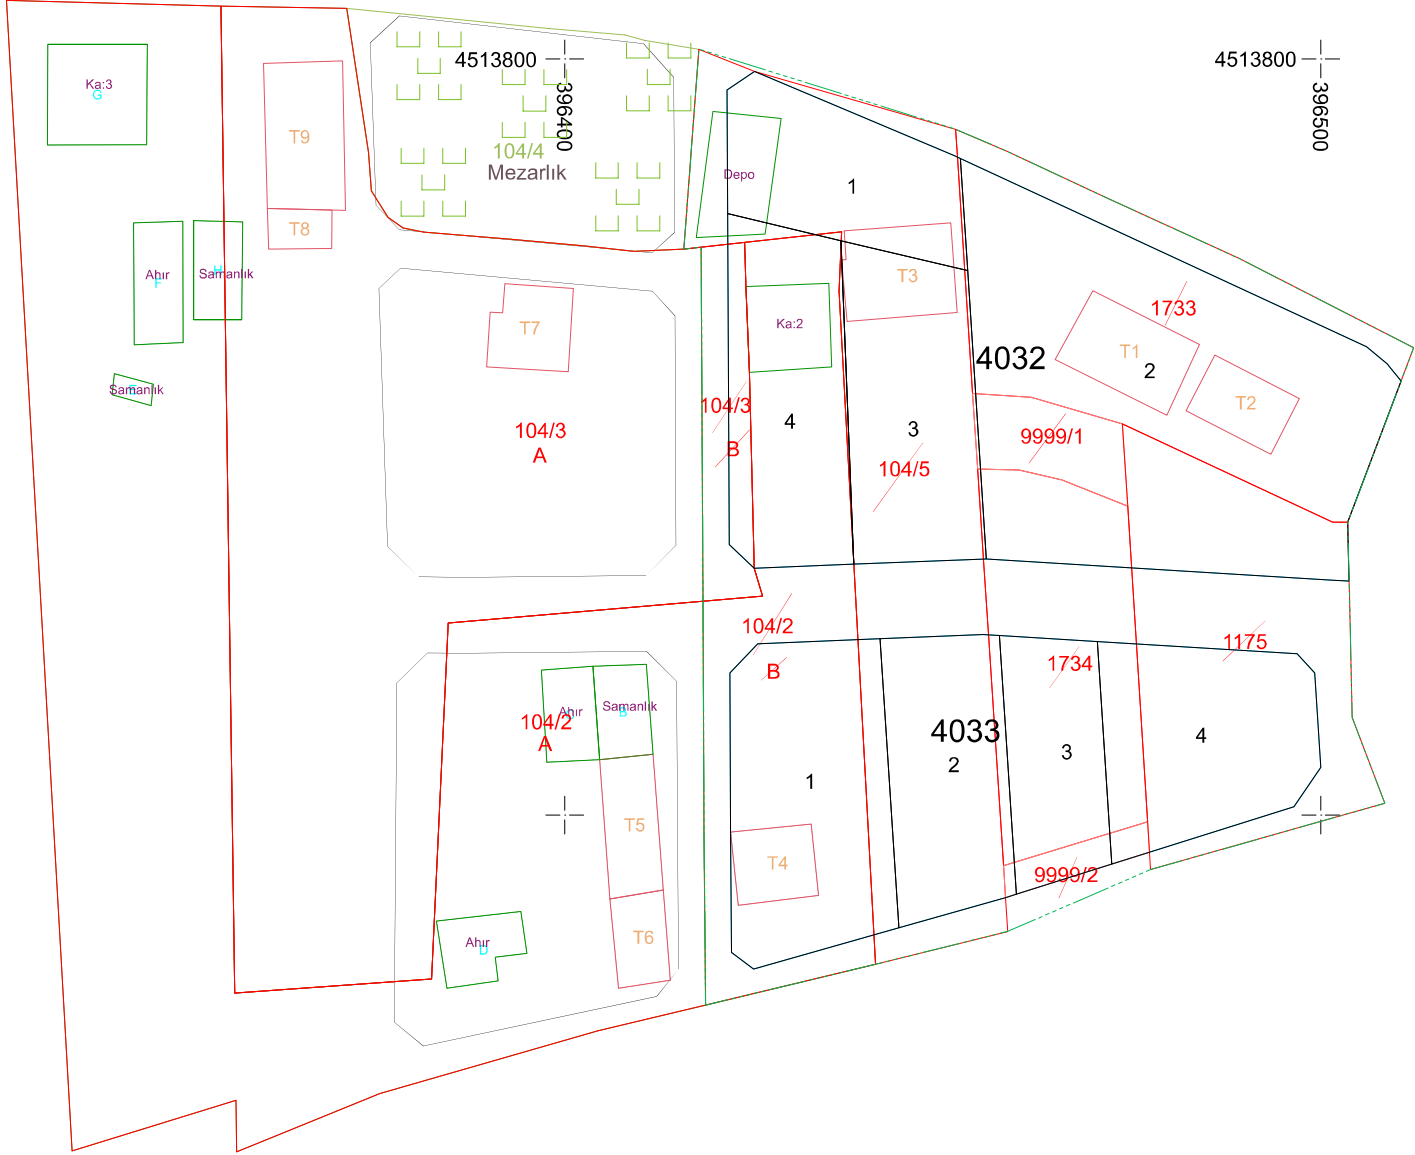 4513800
4513800
396400
396500
Ka:3
G
T9
104/4
Mezarlık
Depo
1
T8
Ahır
F
Samanlık
H
T3
1733
T7
Ka:2
4032
T1
2
T2
Samanlık
E
104/3
A
104/3
B
4
3
9999/1
104/5
104/2
B
1734
1175
Ahır
Samanlık
B
104/2
A
4033
2
3
4
1
T5
T4
9999/2
T6
Ahır
D